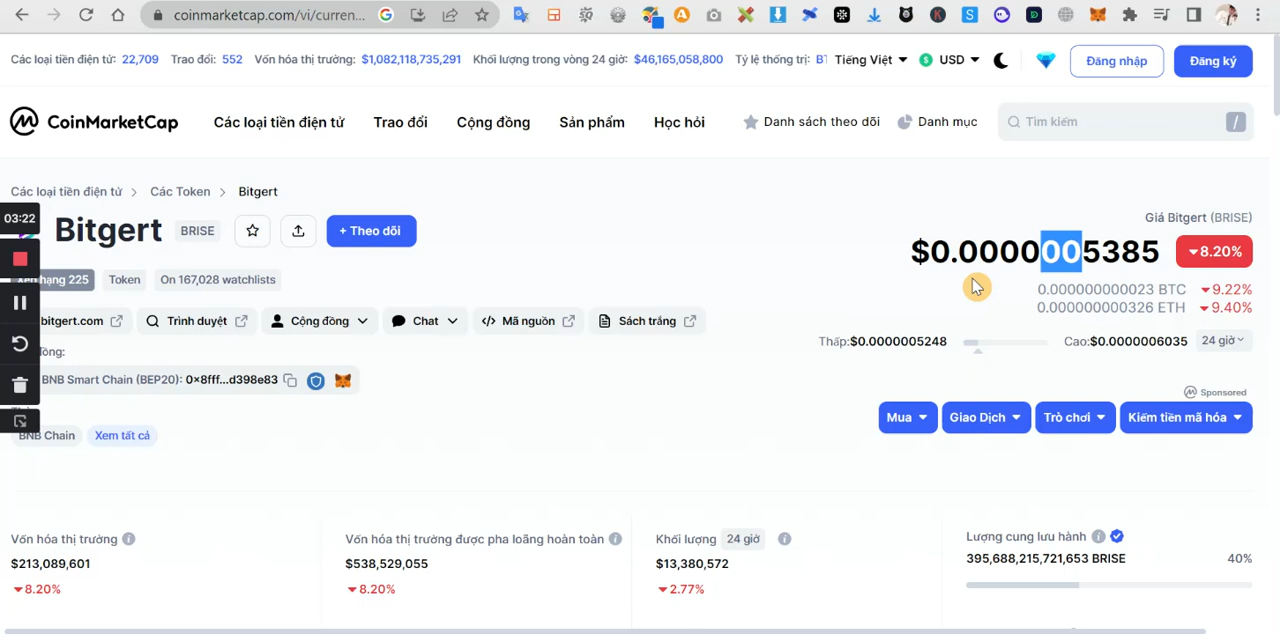 coinmarketcap.com/vi/curren...
Các loại tiền điện tử: 22,709 Trao đổi: 552 Vốn hóa thị trường: $1,082,118,735,291 Khối lượng trong vòng 24 giờ: $46,165,058,800 Tỷ lệ thống trị: BT Tiếng Việt USD Đăng nhập Đăng ký
CoinMarketCap Các loại tiền điện tử Trao đổi Cộng đồng Sản phẩm Học hỏi Danh sách theo dõi Danh mục Tìm kiếm /
Các loại tiền điện tử > Các Token > Bitgert
03:22
Bitgert BRISE + Theo dõi
Giá Bitgert (BRISE)
$0.0000005385 8.20%
hạng 225 Token On 167,028 watchlists
0.000000000023 BTC 9.22%
0.000000000326 ETH 9.40%
bitgert.com Trình duyệt Cộng đồng Chat Mã nguồn Sách trắng
Thấp:$0.0000005248 Cao:$0.0000006035 24 giờ
BNB Smart Chain (BEP20): 0x8fff...d398e83
Sponsored
Mua Giao Dịch Trò chơi Kiếm tiền mã hóa
BNB Chain Xem tất cả
Vốn hóa thị trường Vốn hóa thị trường được pha loãng hoàn toàn Khối lượng 24 giờ Lượng cung lưu hành
$213,089,601 $538,529,055 $13,380,572 395,688,215,721,653 BRISE 40%
8.20% 8.20% 2.77%